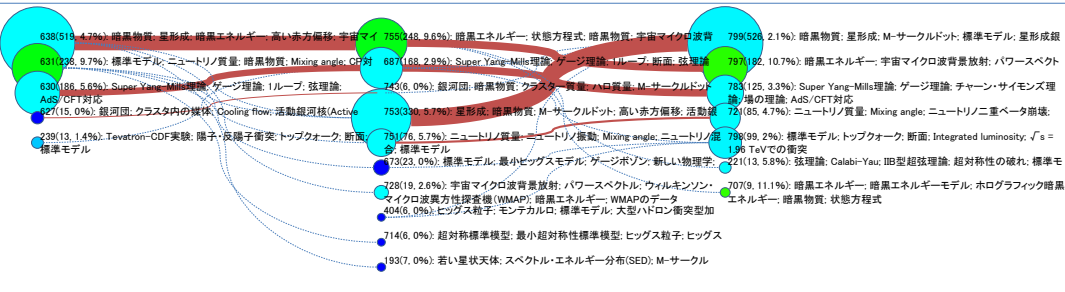 638(519, 4.7%): 暗黒物質; 星形成; 暗黒エネルギー; 高い赤方偏移; 宇宙マイ
631(238, 9.7%): 標準モデル; ニュートリノ質量; 暗黒物質; Mixing angle; CP対
630(186, 5.6%): Super Yang-Mills理論; ゲージ理論; 1ループ; 弦理論;
AdS/CFT対応
627(15, 0%): 銀河団; クラスタ内の媒体; Cooling flow; 活動銀河核(Active
239(13, 1.4%): Tevatron-CDF実験; 陽子・反陽子衝突; トップクォーク; 断面;
標準モデル
755(248, 9.6%): 暗黒エネルギー; 状態方程式; 暗黒物質; 宇宙マイクロ波背
687(168, 2.9%): Super Yang-Mills理論; ゲージ理論; 1ループ; 断面; 弦理論
743(6, 0%): 銀河団; 暗黒物質; クラスター質量; ハロ質量; M-サークルドット
753(330, 5.7%): 星形成; 暗黒物質; M-サークルドット; 高い赤方偏移; 活動銀
751(76, 5.7%): ニュートリノ質量; ニュートリノ振動; Mixing angle; ニュートリノ混
合; 標準モデル
673(23, 0%): 標準モデル; 最小ヒッグスモデル; ゲージボゾン; 新しい物理学;
728(19, 2.6%): 宇宙マイクロ波背景放射; パワースペクトル; ウィルキンソン・
マイクロ波異方性探査機(WMAP); 暗黒エネルギー; WMAPのデータ
404(6, 0%): ヒッグス粒子; モンテカルロ; 標準モデル; 大型ハドロン衝突型加
714(6, 0%): 超対称標準模型; 最小超対称性標準模型; ヒッグス粒子; ヒッグス
193(7, 0%): 若い星状天体; スペクトル・エネルギー分布(SED); M-サークル
799(526, 2.1%): 暗黒物質; 星形成; M-サークルドット; 標準モデル; 星形成銀
797(182, 10.7%): 暗黒エネルギー; 宇宙マイクロ波背景放射; パワースペクト
783(125, 3.3%): Super Yang-Mills理論; ゲージ理論; チャーン・サイモンズ理
論; 場の理論; AdS/CFT対応
721(85, 4.7%): ニュートリノ質量; Mixing angle; ニュートリノ二重ベータ崩壊;
798(99, 2%): 標準モデル; トップクォーク; 断面; Integrated luminosity; √s =
1.96 TeVでの衝突
221(13, 5.8%): 弦理論; Calabi-Yau; IIB型超弦理論; 超対称性の破れ; 標準モ
707(9, 11.1%): 暗黒エネルギー; 暗黒エネルギーモデル; ホログラフィック暗黒
エネルギー; 暗黒物質; 状態方程式